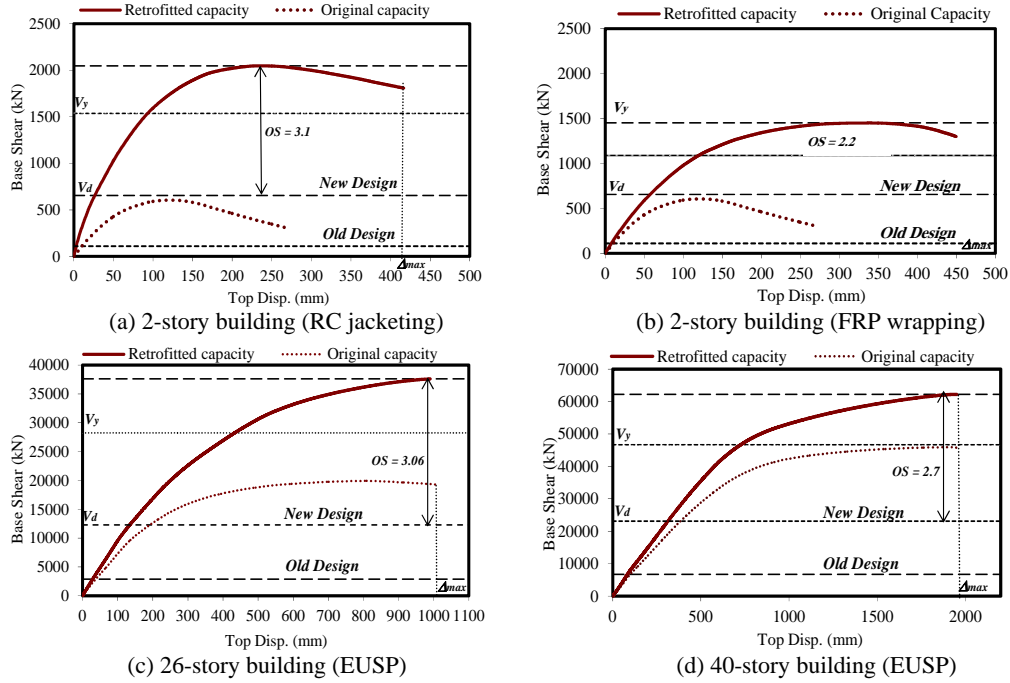 Retrofitted capacity Original capacity
2500
2000
1500
1000
500
0
Base Shear (kN)
Vy
OS = 3.1
Vd
New Design
Old Design
Δmax
0 50 100 150 200 250 300 350 400 450 500
Top Disp. (mm)
(a) 2-story building (RC jacketing)
Retrofitted capacity Original Capacity
2500
2000
1500
1000
500
0
Base Shear (kN)
Vy
OS = 2.2
Vd
New Design
Old Design
Δmax
0 50 100 150 200 250 300 350 400 450 500
Top Disp. (mm)
(b) 2-story building (FRP wrapping)
Retrofitted capacity Original capacity
40000
35000
30000
25000
20000
15000
10000
5000
0
Base Shear (kN)
Vy
OS = 3.06
Vd
New Design
Old Design
Δmax
0 100 200 300 400 500 600 700 800 900 1000 1100
Top Disp. (mm)
(c) 26-story building (EUSP)
Retrofitted capacity Original capacity
70000
60000
50000
40000
30000
20000
10000
0
Base Shear (kN)
Vy
OS = 2.7
Vd
New Design
Old Design
Δmax
0 500 1000 1500 2000
Top Disp. (mm)
(d) 40-story building (EUSP)